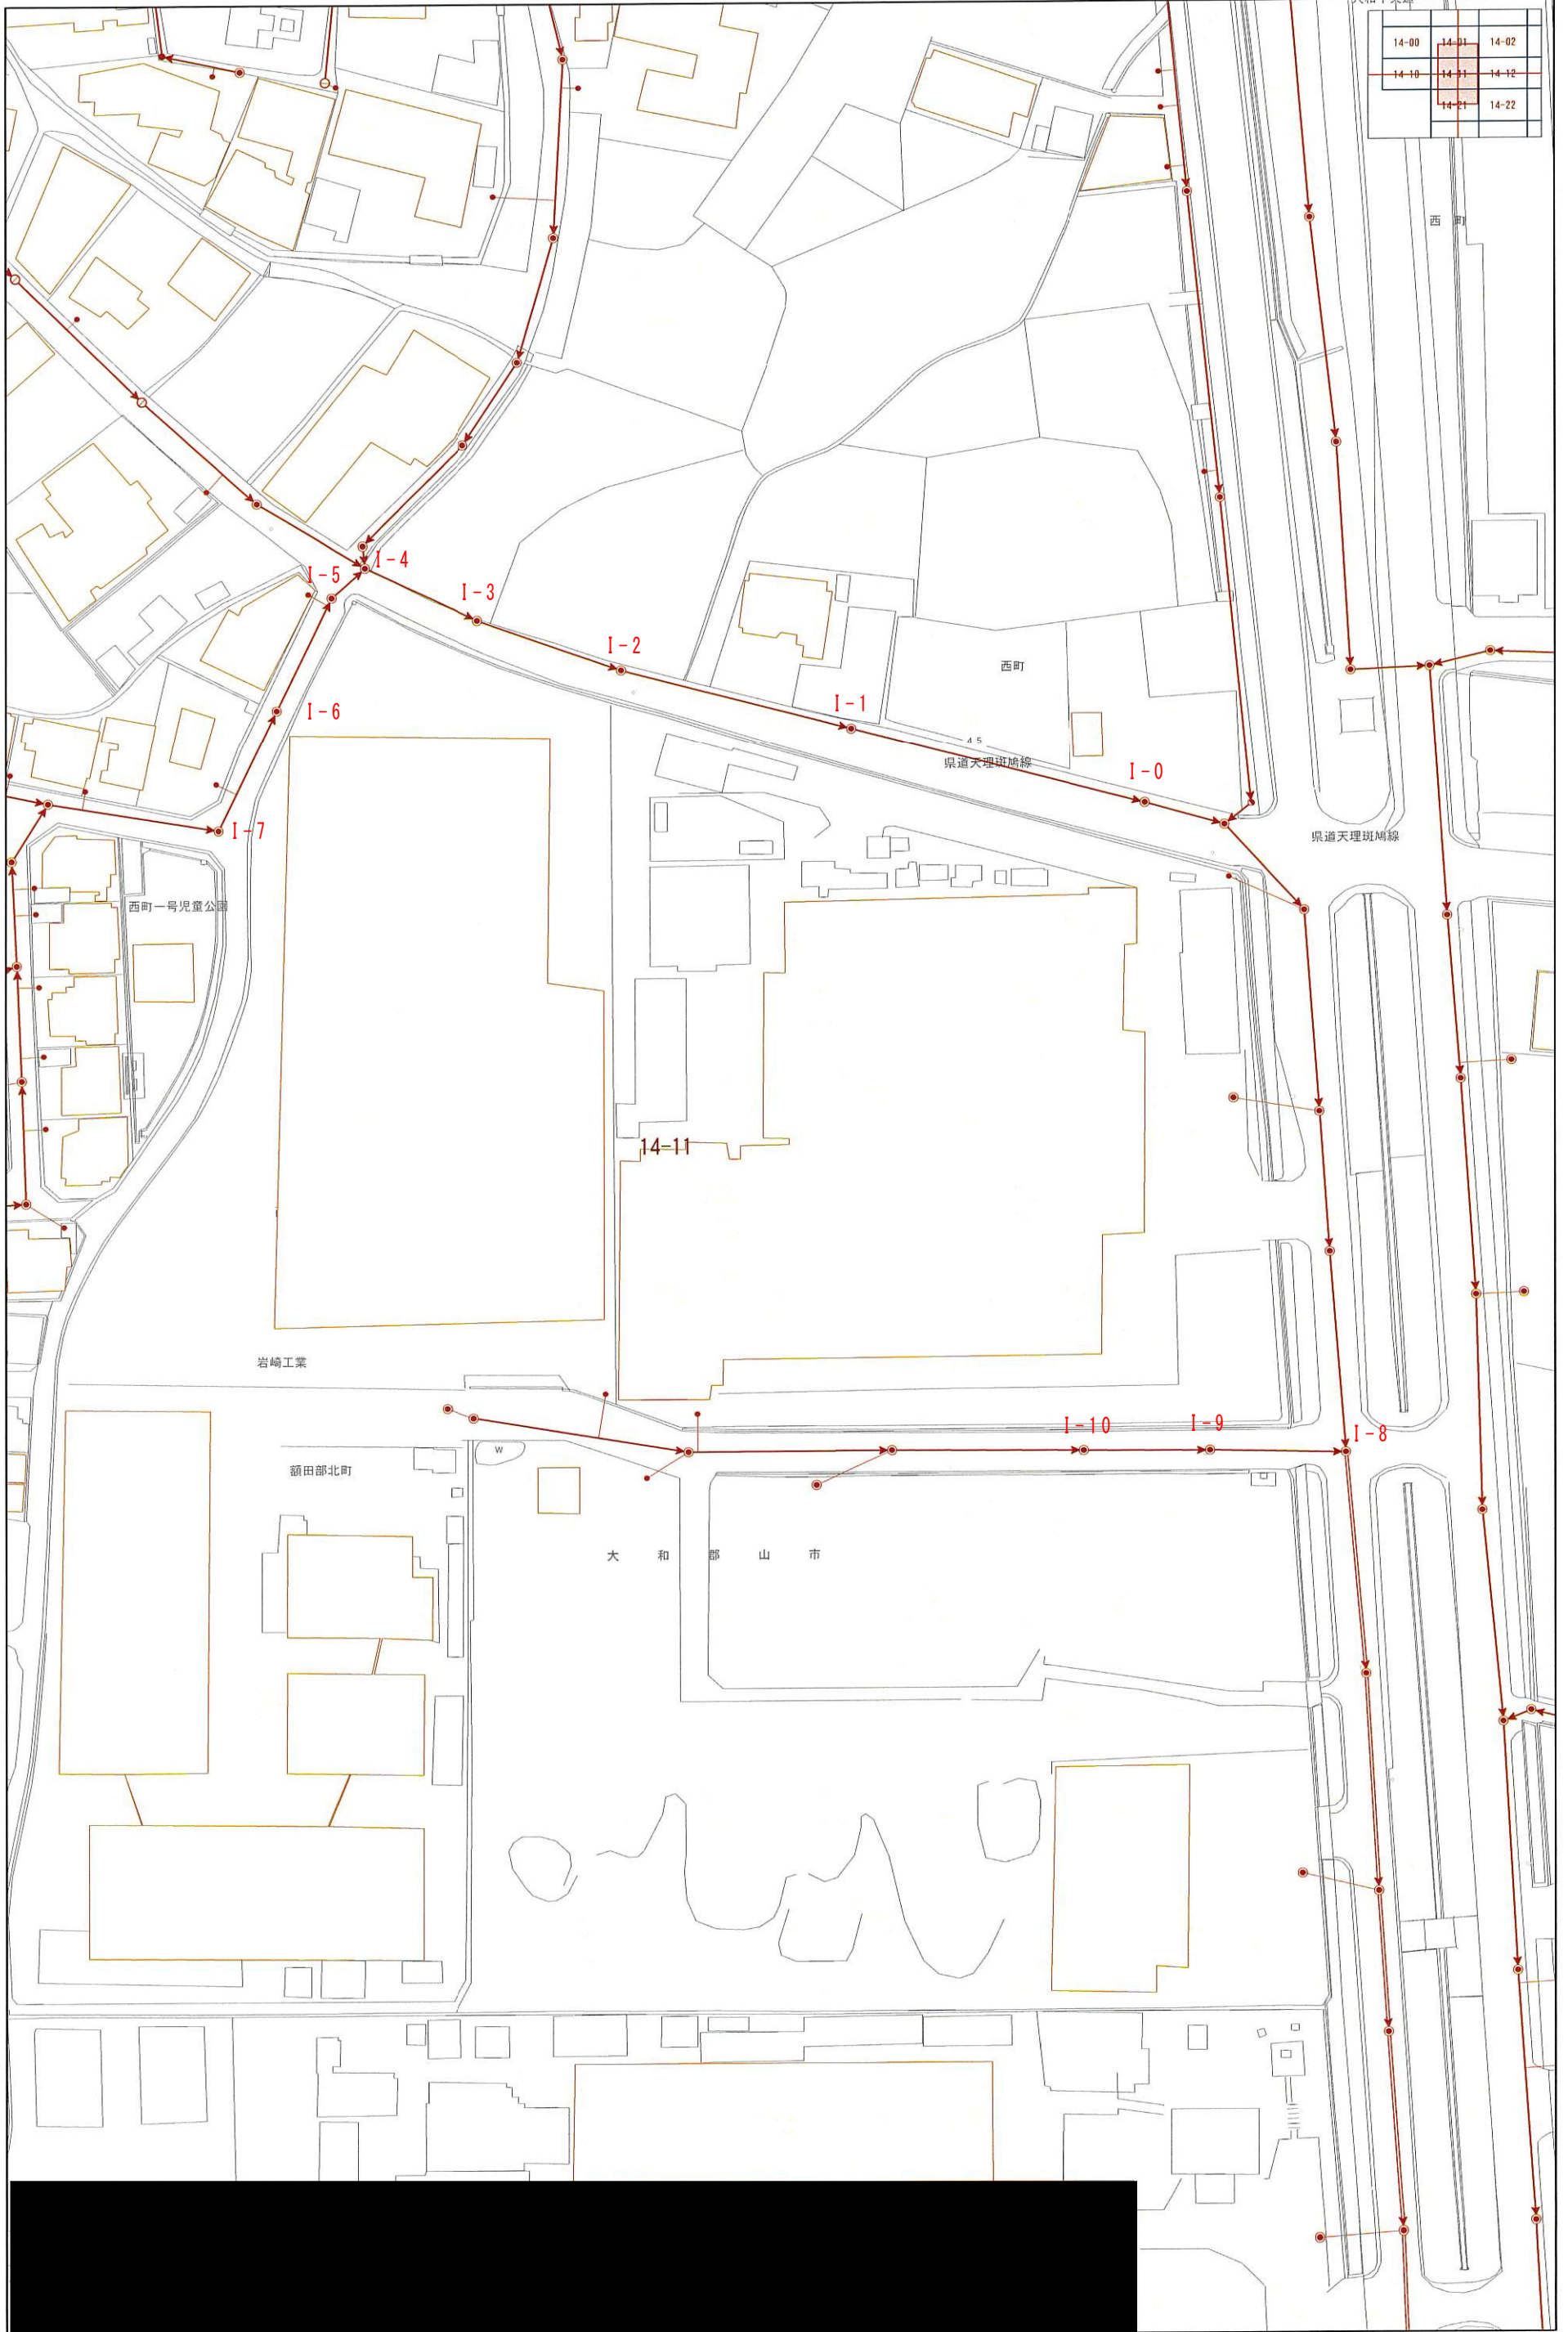 14-00 14-01 14-02
14-10 14-11 14-12
14-21 14-22
西町
I-4
I-5
I-3
I-2
西町
I-1
I-6
45
県道天理斑鳩線
I-0
I-7
県道天理斑鳩線
西町一号児童公園
14-11
岩崎工業
I-10
I-9
I-8
W
額田部北町
大和郡山市